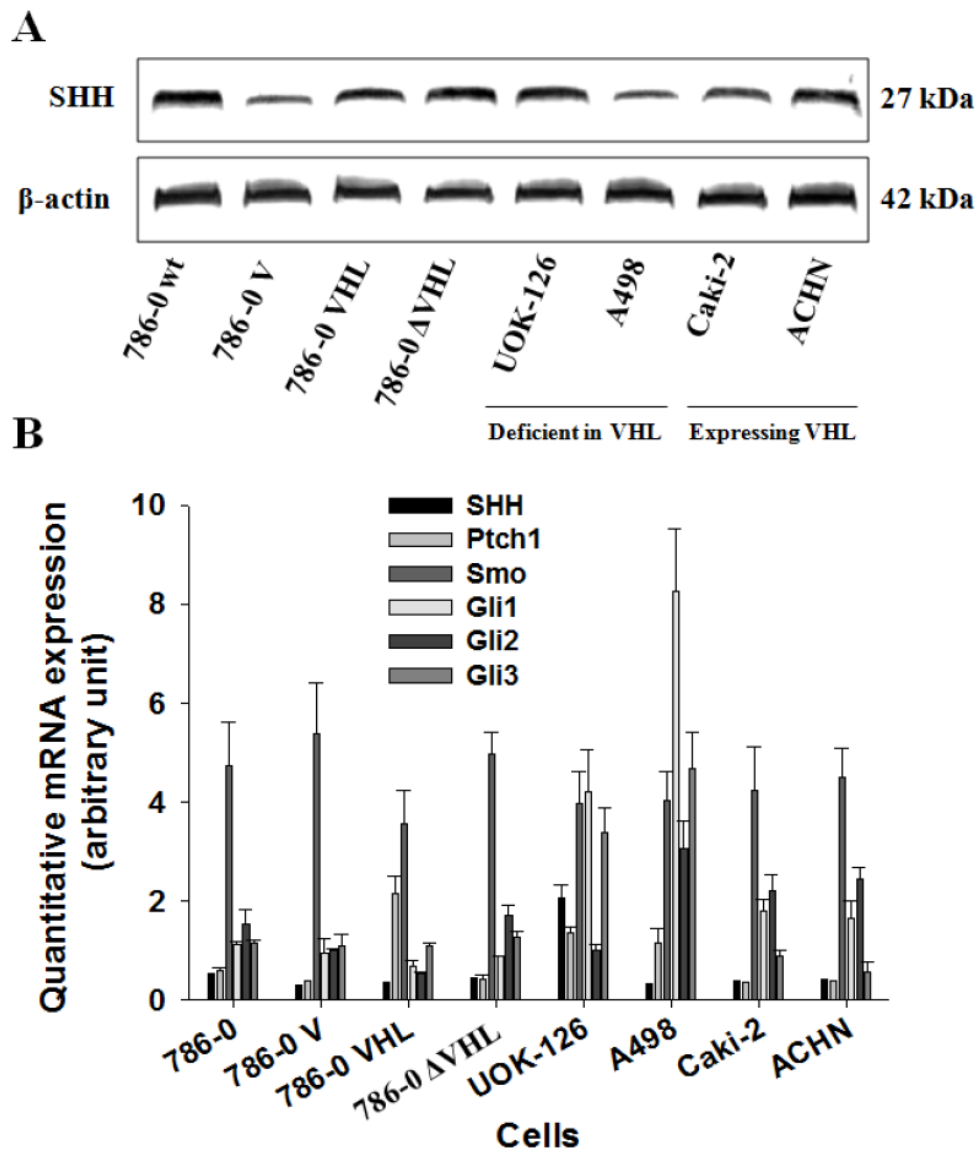 A
SHH
27 kDa
β-actin
42 kDa
786-0 wt
786-0 V
786-0 VHL
786-0 ΔVHL
UOK-126
A498
Caki-2
ACHN
Deficient in VHL
Expressing VHL
B
Quantitative mRNA expression
(arbitrary unit)
10
8
6
4
2
0
SHH
Ptch1
Smo
Gli1
Gli2
Gli3
786-0
786-0 V
786-0 VHL
786-0 ΔVHL
UOK-126
A498
Caki-2
ACHN
Cells